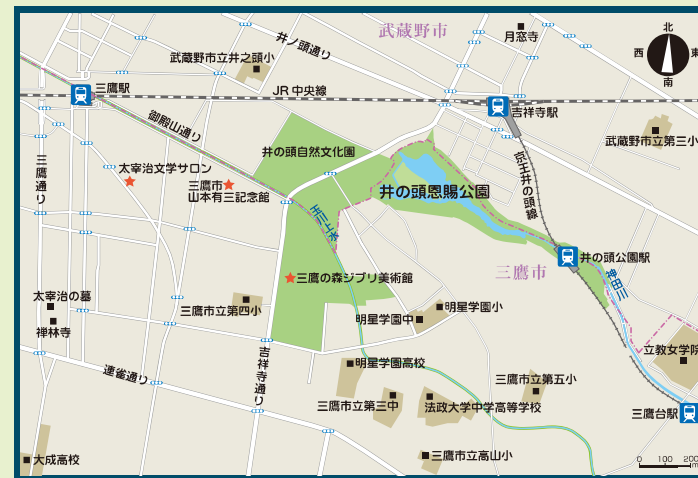 武蔵野市
井ノ頭通り
月窓寺
北
西
東
南
武蔵野市立井之頭小
三鷹駅
JR中央線
吉祥寺駅
御殿山通り
武蔵野市立第三小
井の頭自然文化園
京王井の頭線
三鷹通り
太宰治文学サロン
三鷹市
山本有三記念館
井の頭恩賜公園
玉川上水
井の頭公園駅
三鷹市
神田川
三鷹の森ジブリ美術館
太宰治の墓
三鷹市立第四小
明星学園小
明星学園中
禅林寺
吉祥寺通り
連雀通り
明星学園高校
立教女学院
三鷹市立第五小
三鷹市立第三中
法政大学中学高等学校
三鷹台駅
大成高校
三鷹市立高山小
0 100 200
m